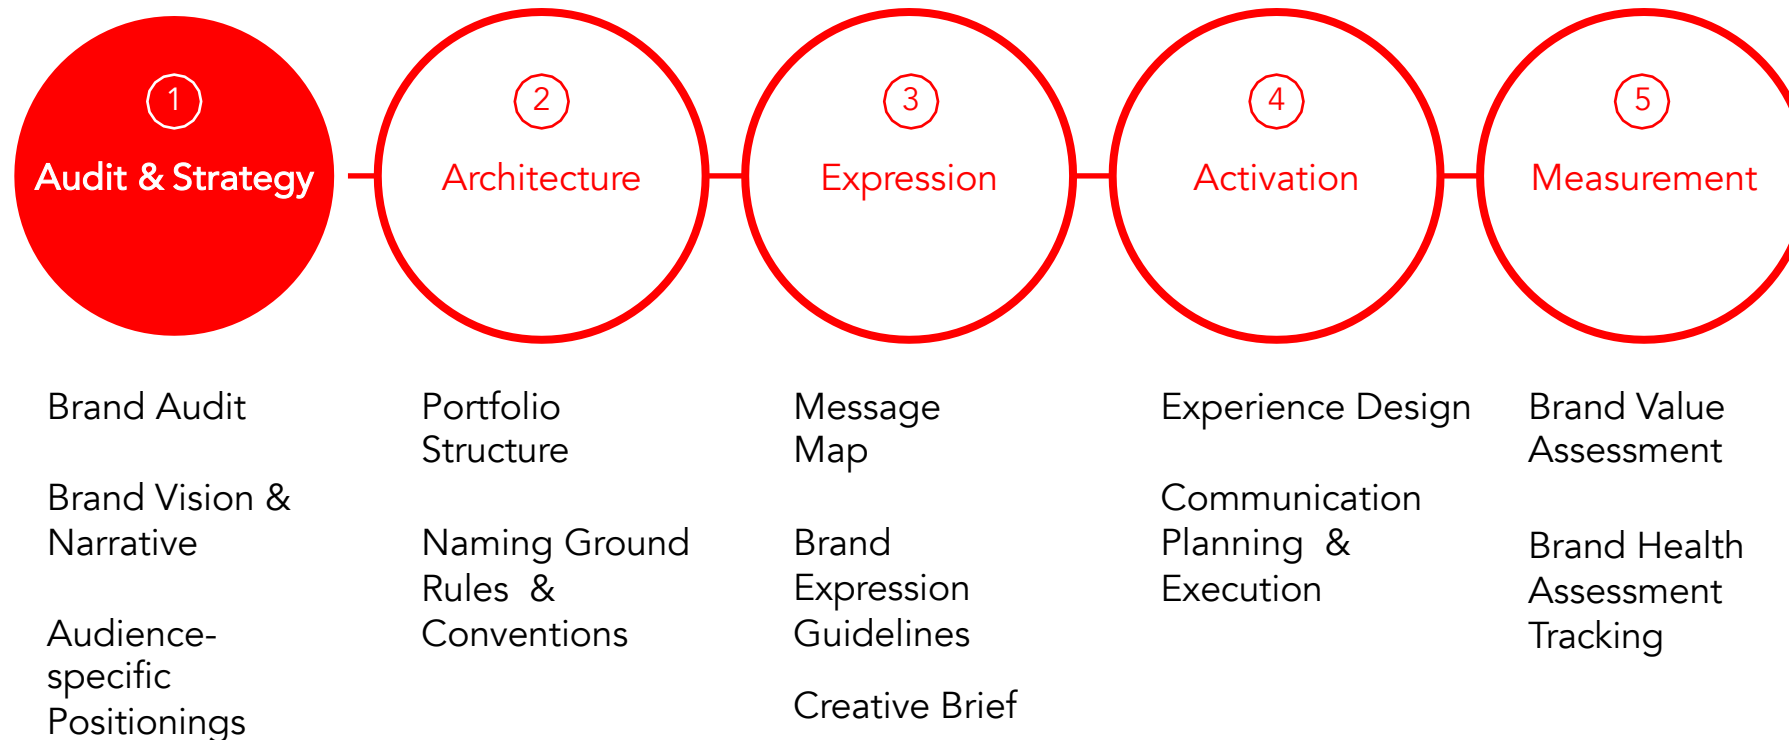 1
Audit & Strategy
2
Architecture
3
Expression
4
Activation
5
Measurement
Brand Audit
Brand Vision &
Narrative
Audience-
specific
Positionings
Portfolio
Structure
Naming Ground
Rules &
Conventions
Message
Map
Brand
Expression
Guidelines
Creative Brief
Experience Design
Communication
Planning &
Execution
Brand Value
Assessment
Brand Health
Assessment
Tracking